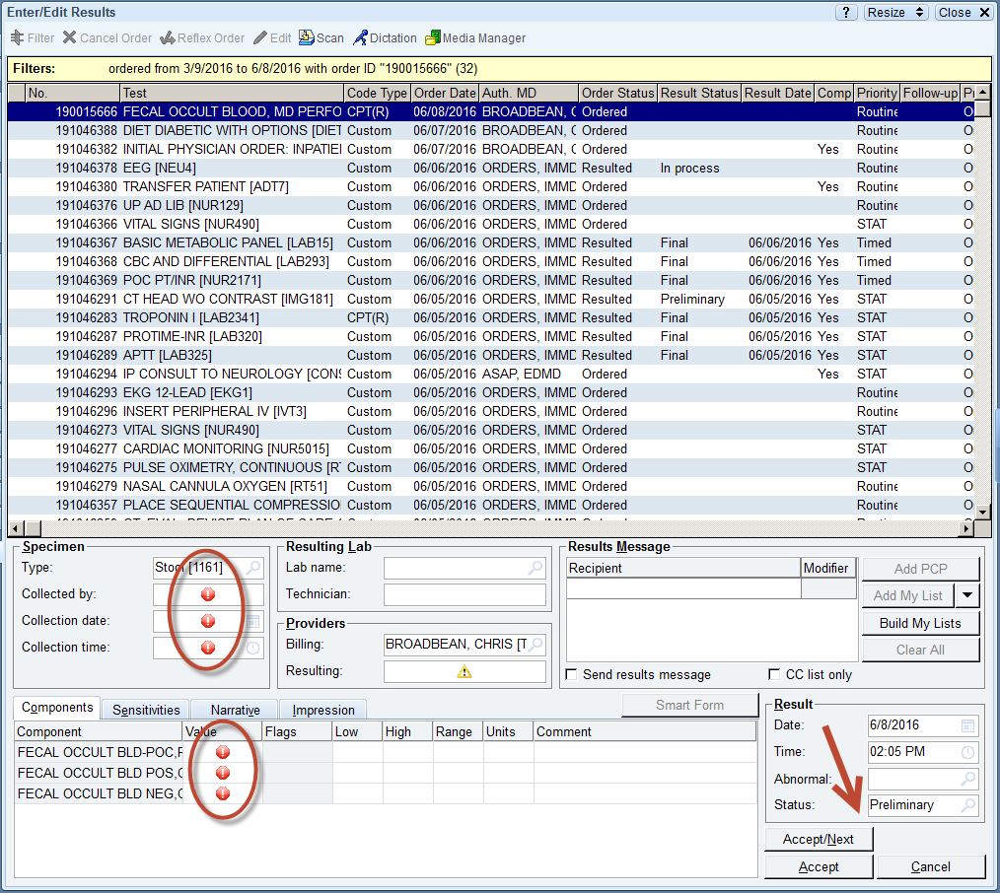 Enter/Edit Results ? Resize Close
Filter Cancel Order Reflex Order Edit Scan Dictation Media Manager
Filters: ordered from 3/9/2016 to 6/8/2016 with order ID "190015666" (32)
No. Test Code Type Order Date Auth. MD Order Status Result Status Result Date Comp Priority Follow-up
190015666 FECAL OCCULT BLOOD, MD PERFO CPT(R) 06/08/2016 BROADBEAN, C Ordered Routine O
191046388 DIET DIABETIC WITH OPTIONS [DIET Custom 06/07/2016 ORDERS, IMMD Ordered Routine O
191046382 INITIAL PHYSICIAN ORDER: INPATIEI Custom 06/07/2016 BROADBEAN, C Ordered Yes Routine O
191046378 EEG [NEU4] Custom 06/06/2016 ORDERS, IMMD Resulted In process Routine O
191046380 TRANSFER PATIENT [ADT7] Custom 06/06/2016 ORDERS, IMMD Ordered Yes Routine O
191046376 UP AD LIB [NUR129] Custom 06/06/2016 ORDERS, IMMD Ordered Routine O
191046366 VITAL SIGNS [NUR490] Custom 06/06/2016 ORDERS, IMMD Ordered STAT O
191046367 BASIC METABOLIC PANEL [LAB15] Custom 06/06/2016 ORDERS, IMMD Resulted Final 06/06/2016 Yes Timed O
191046368 CBC AND DIFFERENTIAL [LAB293] Custom 06/06/2016 ORDERS, IMMD Resulted Final 06/06/2016 Yes Timed O
191046369 POC PT/INR [NUR2171] Custom 06/06/2016 ORDERS, IMMD Resulted Final 06/06/2016 Yes Timed O
191046291 CT HEAD WO CONTRAST [IMG181] Custom 06/05/2016 ORDERS, IMMD Resulted Preliminary 06/05/2016 Yes STAT O
191046283 TROPONIN I [LAB2341] CPT(R) 06/05/2016 ORDERS, IMMD Resulted Final 06/05/2016 Yes STAT O
191046287 PROTIME-INR [LAB320] Custom 06/05/2016 ORDERS, IMMD Resulted Final 06/05/2016 Yes STAT O
191046289 APTT [LAB325] Custom 06/05/2016 ORDERS, IMMD Resulted Final 06/05/2016 Yes STAT O
191046294 IP CONSULT TO NEUROLOGY [CONS Custom 06/05/2016 ASAP, EDMD Ordered Yes STAT O
191046293 EKG 12-LEAD [EKG1] Custom 06/05/2016 ORDERS, IMMD Ordered Routine O
191046296 INSERT PERIPHERAL IV [IVT3] Custom 06/05/2016 ORDERS, IMMD Ordered Routine O
191046273 VITAL SIGNS [NUR490] Custom 06/05/2016 ORDERS, IMMD Ordered STAT O
191046277 CARDIAC MONITORING [NUR5015] Custom 06/05/2016 ORDERS, IMMD Ordered STAT O
191046275 PULSE OXIMETRY, CONTINUOUS [RT Custom 06/05/2016 ORDERS, IMMD Ordered STAT O
191046279 NASAL CANNULA OXYGEN [RT51] Custom 06/05/2016 ORDERS, IMMD Ordered Routine O
191046357 PLACE SEQUENTIAL COMPRESSIO Custom 06/05/2016 ORDERS, IMMD Ordered Routine O
Specimen
Type: Stool [1161]
Collected by:
Collection date:
Collection time:
Resulting Lab
Lab name:
Technician:
Providers
Billing: BROADBEAN, CHRIS [T
Resulting:
Results Message
Recipient Modifier
Add PCP
Add My List
Build My Lists
Clear All
Send results message CC list only
Components Sensitivities Narrative Impression Smart Form
Component Value Flags Low High Range Units Comment
FECAL OCCULT BLD-POC,F
FECAL OCCULT BLD POS,C
FECAL OCCULT BLD NEG,C
Result
Date: 6/8/2016
Time: 02:05 PM
Abnormal:
Status: Preliminary
Accept/Next
Accept Cancel